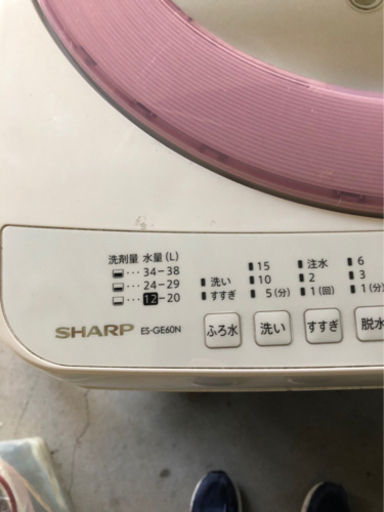 洗剤量 水量(L)
34-38
24-29
12-20
洗い
すすぎ
15
10
5(分)
注水
2
1(回)
6
3
1(分)
SHARP ES-GE60N
ふろ水 洗い すすぎ 脱水